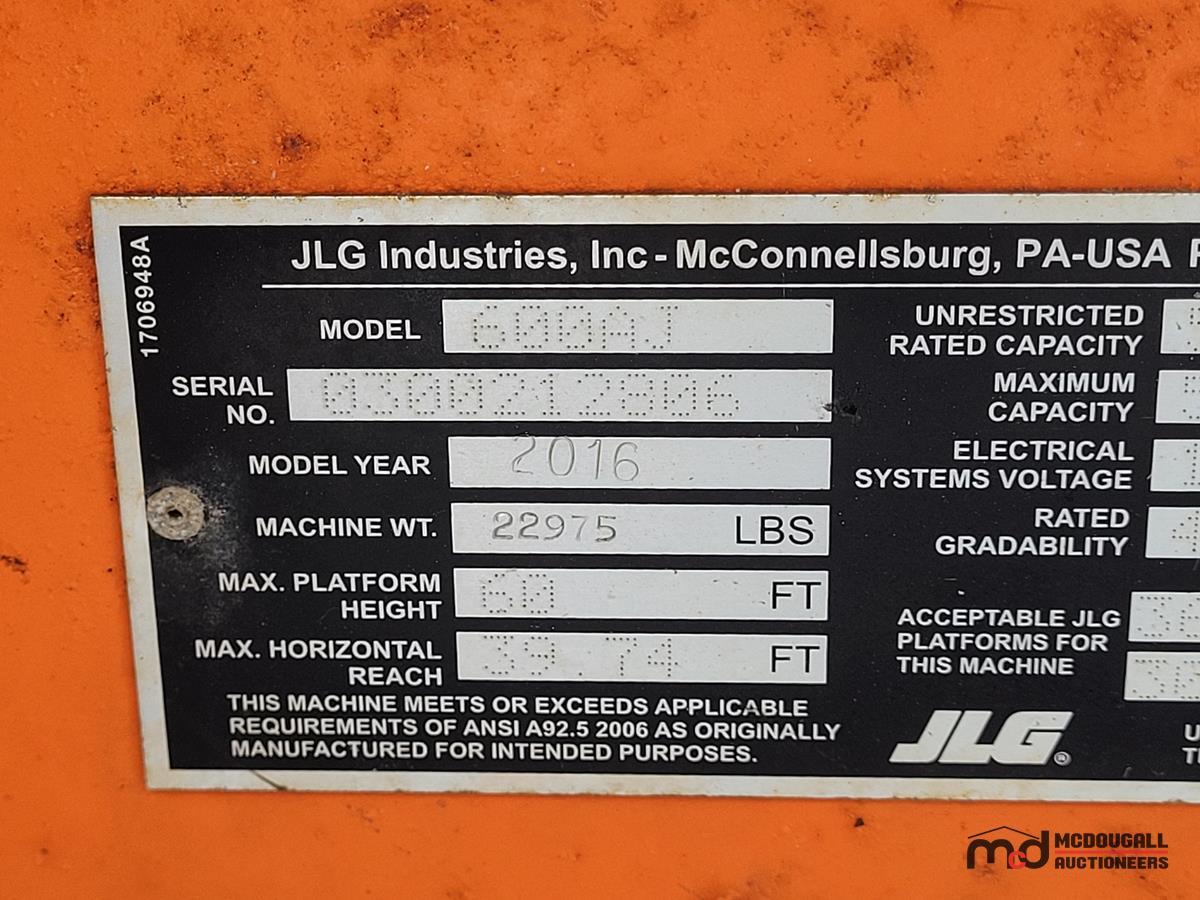 17069948A
JLG Industries, Inc - McConnellsburg, PA-USA
MODEL 600AJ
SERIAL NO. 0300212806
MODEL YEAR 2016
MACHINE WT. 22975 LBS
MAX. PLATFORM HEIGHT 60 FT
MAX. HORIZONTAL REACH 39.74 FT
THIS MACHINE MEETS OR EXCEEDS APPLICABLE
REQUIREMENTS OF ANSI A92.5 2006 AS ORIGINALLY
MANUFACTURED FOR INTENDED PURPOSES.
UNRESTRICTED
RATED CAPACITY
MAXIMUM
CAPACITY
ELECTRICAL
SYSTEMS VOLTAGE
RATED
GRADABILITY
ACCEPTABLE JLG
PLATFORMS FOR
THIS MACHINE
JLG®
mcd MCDOUGALL
AUCTIONEERS